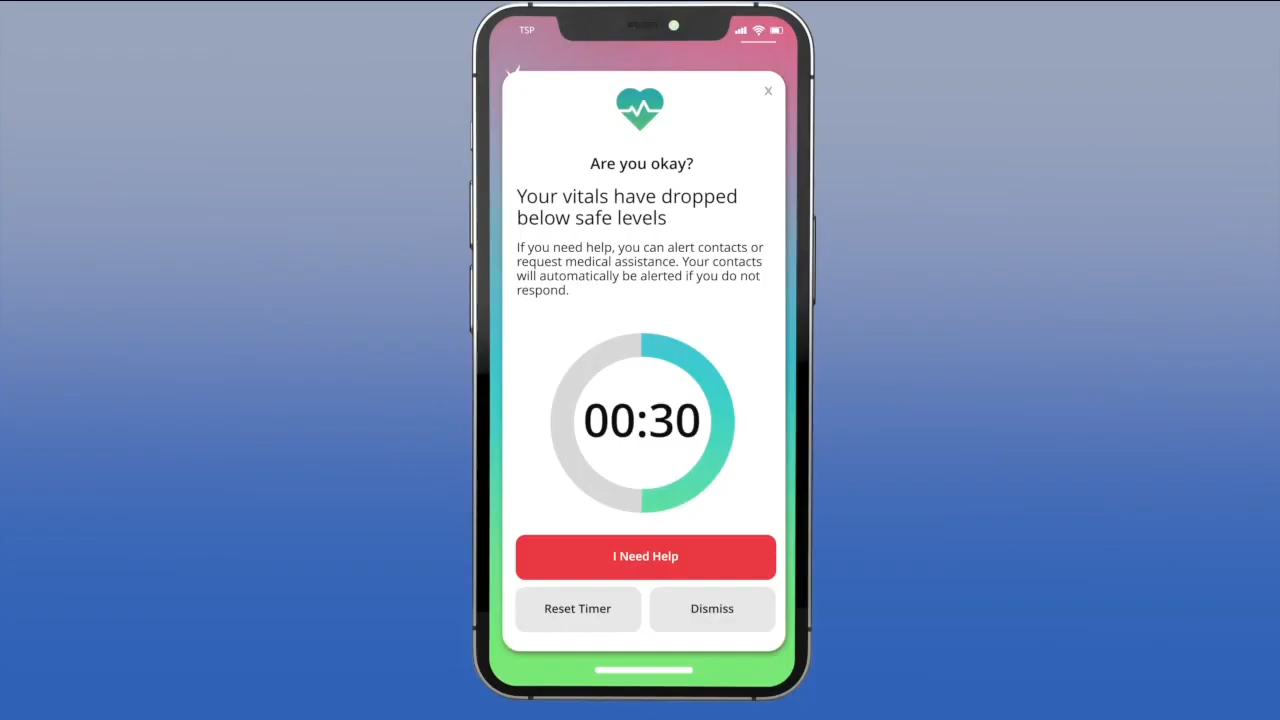 TSP
X
Are you okay?
Your vitals have dropped
below safe levels
If you need help, you can alert contacts or
request medical assistance. Your contacts
will automatically be alerted if you do not
respond.
00:30
I Need Help
Reset Timer
Dismiss